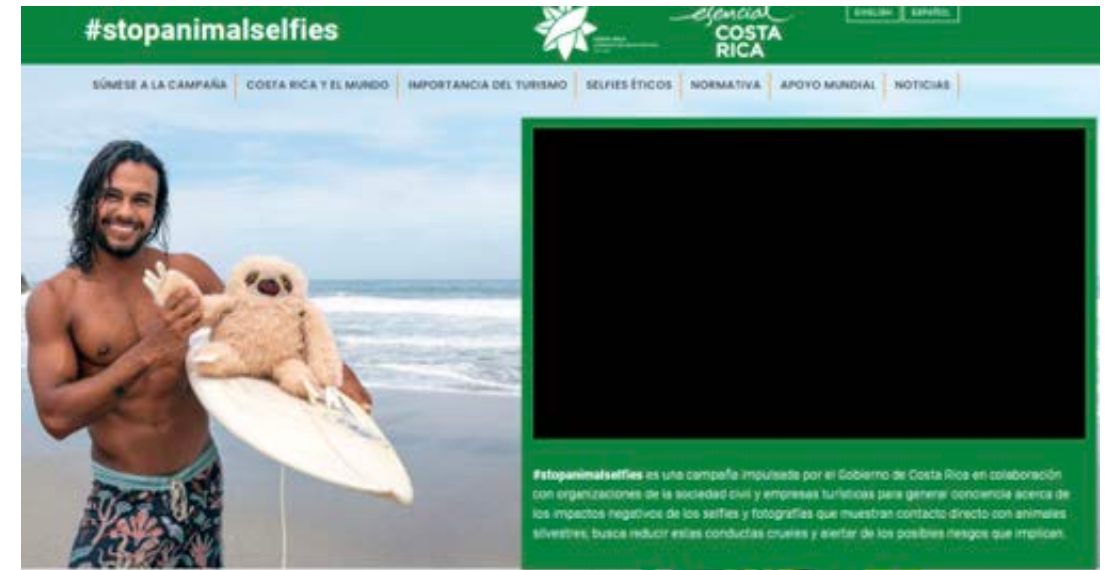 #stopanimalselfies
esencial
COSTA
RICA
ENGLISH
ESPAÑOL
SÚMESE A LA CAMPAÑA
COSTA RICA Y EL MUNDO
IMPORTANCIA DEL TURISMO
SELFIES ÉTICOS
NORMATIVA
APOYO MUNDIAL
NOTICIAS
#stopanimalselfies es una campaña impulsada por el Gobierno de Costa Rica en colaboración
con organizaciones de la sociedad civil y empresas turísticas para generar conciencia acerca de
los impactos negativos de los selfies y fotografías que muestran contacto directo con animales
silvestres, busca reducir estas conductas crueles y alertar de los posibles riesgos que implican.